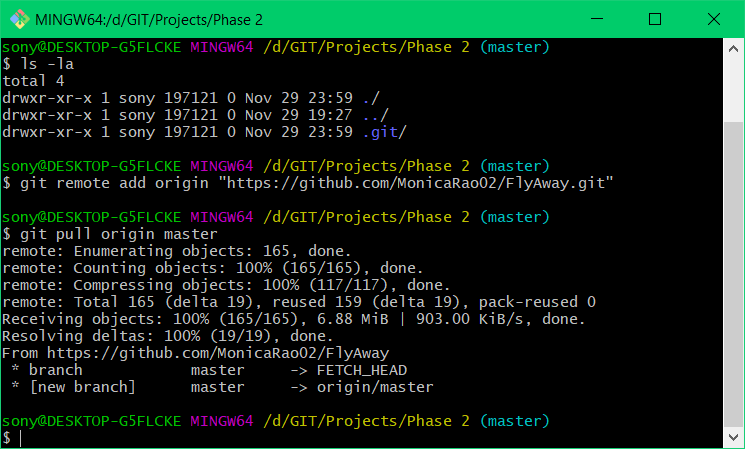 MINGW64:/d/GIT/Projects/Phase 2
sony@DESKTOP-G5FLCKE MINGW64 /d/GIT/Projects/Phase 2 (master)
$ ls -la
total 4
drwxr-xr-x 1 sony 197121 0 Nov 29 23:59 ./
drwxr-xr-x 1 sony 197121 0 Nov 29 19:27 ../
drwxr-xr-x 1 sony 197121 0 Nov 29 23:59 .git/
sony@DESKTOP-G5FLCKE MINGW64 /d/GIT/Projects/Phase 2 (master)
$ git remote add origin "https://github.com/MonicaRao02/FlyAway.git"
sony@DESKTOP-G5FLCKE MINGW64 /d/GIT/Projects/Phase 2 (master)
$ git pull origin master
remote: Enumerating objects: 165, done.
remote: Counting objects: 100% (165/165), done.
remote: Compressing objects: 100% (117/117), done.
remote: Total 165 (delta 19), reused 159 (delta 19), pack-reused 0
Receiving objects: 100% (165/165), 6.88 MiB | 903.00 KiB/s, done.
Resolving deltas: 100% (19/19), done.
From https://github.com/MonicaRao02/FlyAway
 * branch            master     -> FETCH_HEAD
 * [new branch]      master     -> origin/master
sony@DESKTOP-G5FLCKE MINGW64 /d/GIT/Projects/Phase 2 (master)
$